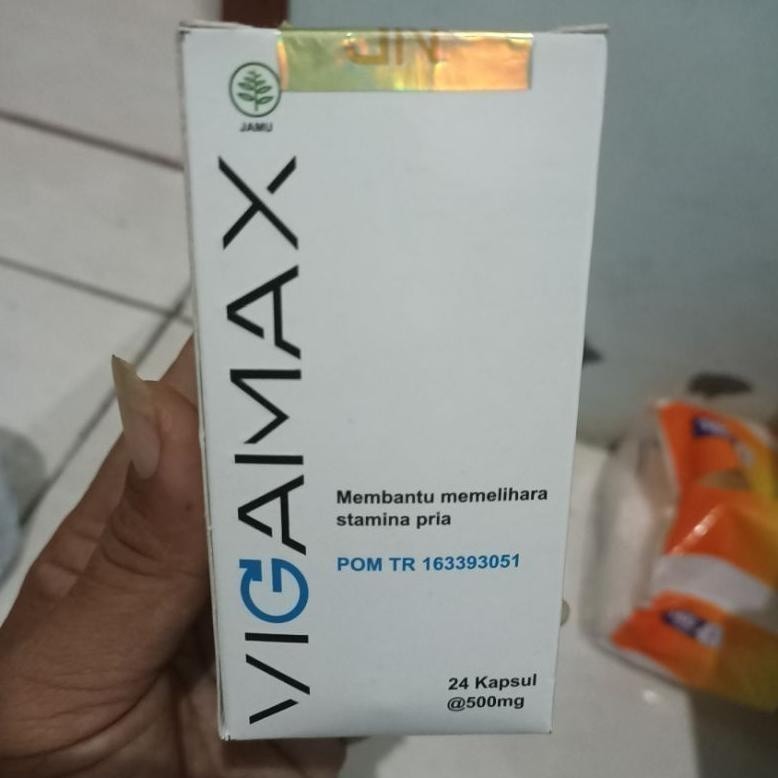 JAMU
VIGAMAX
Membantu memelihara
stamina pria
POM TR 163393051
24 Kapsul
@500mg